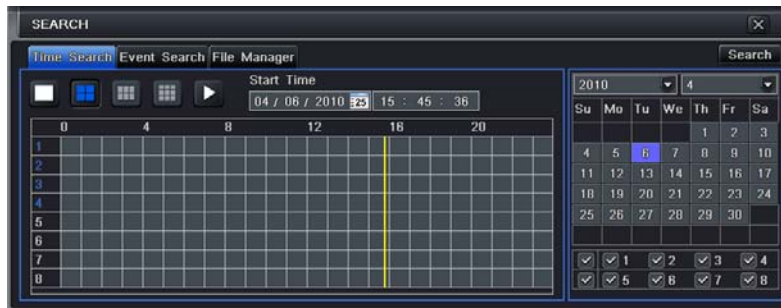 SEARCH
Time Search Event Search File Manager Search
Start Time
04 / 06 / 2010 25 15 : 45 : 36
0 4 8 12 16 20
1
2
3
4
5
6
7
8
2010 4
Su Mo Tu We Th Fr Sa
1 2 3
4 5 6 7 8 9 10
11 12 13 14 15 16 17
18 19 20 21 22 23 24
25 26 27 28 29 30
1 2 3 4
5 6 7 8